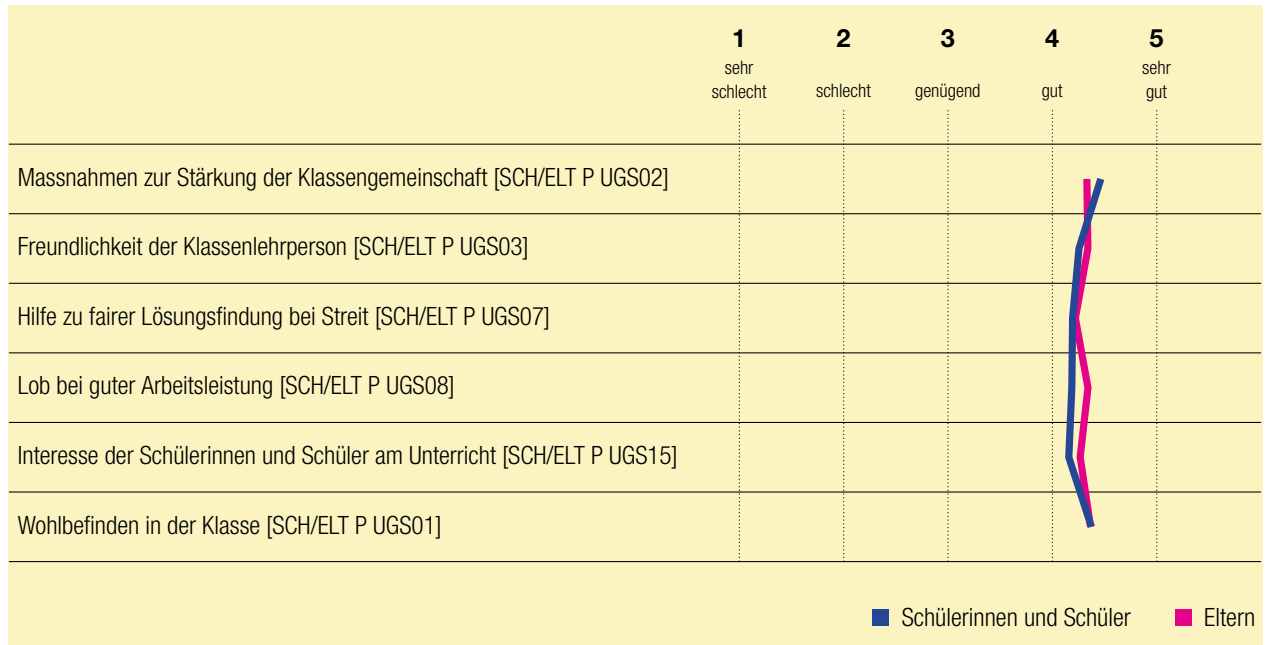 1 2 3 4 5
sehr schlecht schlecht genügend gut sehr gut
Massnahmen zur Stärkung der Klassengemeinschaft [SCH/ELT P UGS02]
Freundlichkeit der Klassenlehrperson [SCH/ELT P UGS03]
Hilfe zu fairer Lösungsfindung bei Streit [SCH/ELT P UGS07]
Lob bei guter Arbeitsleistung [SCH/ELT P UGS08]
Interesse der Schülerinnen und Schüler am Unterricht [SCH/ELT P UGS15]
Wohlbefinden in der Klasse [SCH/ELT P UGS01]
Schülerinnen und Schüler Eltern